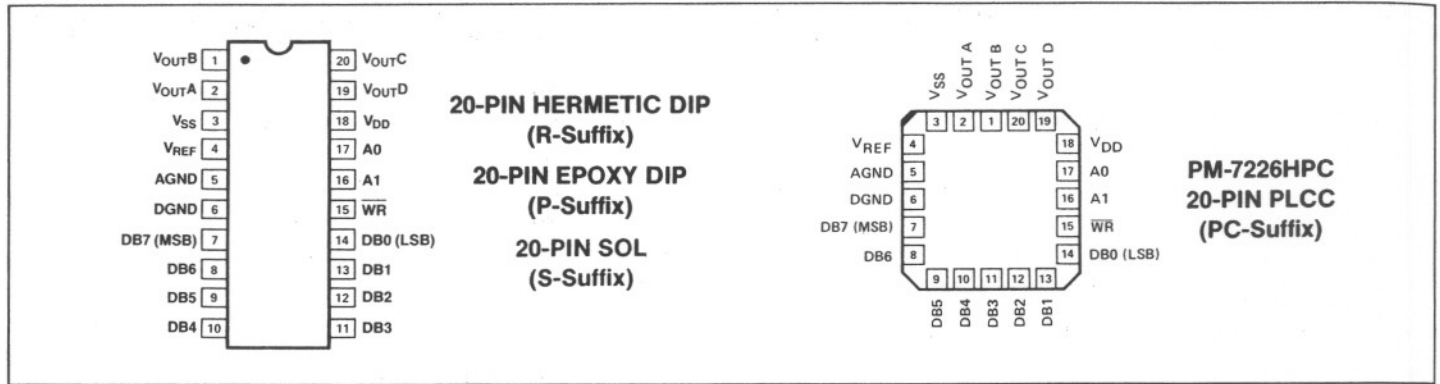 VOUTB 1
VOUTA 2
VSS 3
VREF 4
AGND 5
DGND 6
DB7 (MSB) 7
DB6 8
DB5 9
DB4 10
20 VOUTC
19 VOUTD
18 VDD
17 A0
16 A1
15 W̅R̅
14 DB0 (LSB)
13 DB1
12 DB2
11 DB3
20-PIN HERMETIC DIP
(R-Suffix)
20-PIN EPOXY DIP
(P-Suffix)
20-PIN SOL
(S-Suffix)
VSS
VOUT A
VOUT B
VOUT C
VOUT D
3 2 1 20 19
VREF 4
AGND 5
DGND 6
DB7 (MSB) 7
DB6 8
18 VDD
17 A0
16 A1
15 W̅R̅
14 DB0 (LSB)
9 10 11 12 13
DB5
DB4
DB3
DB2
DB1
PM-7226HPC
20-PIN PLCC
(PC-Suffix)